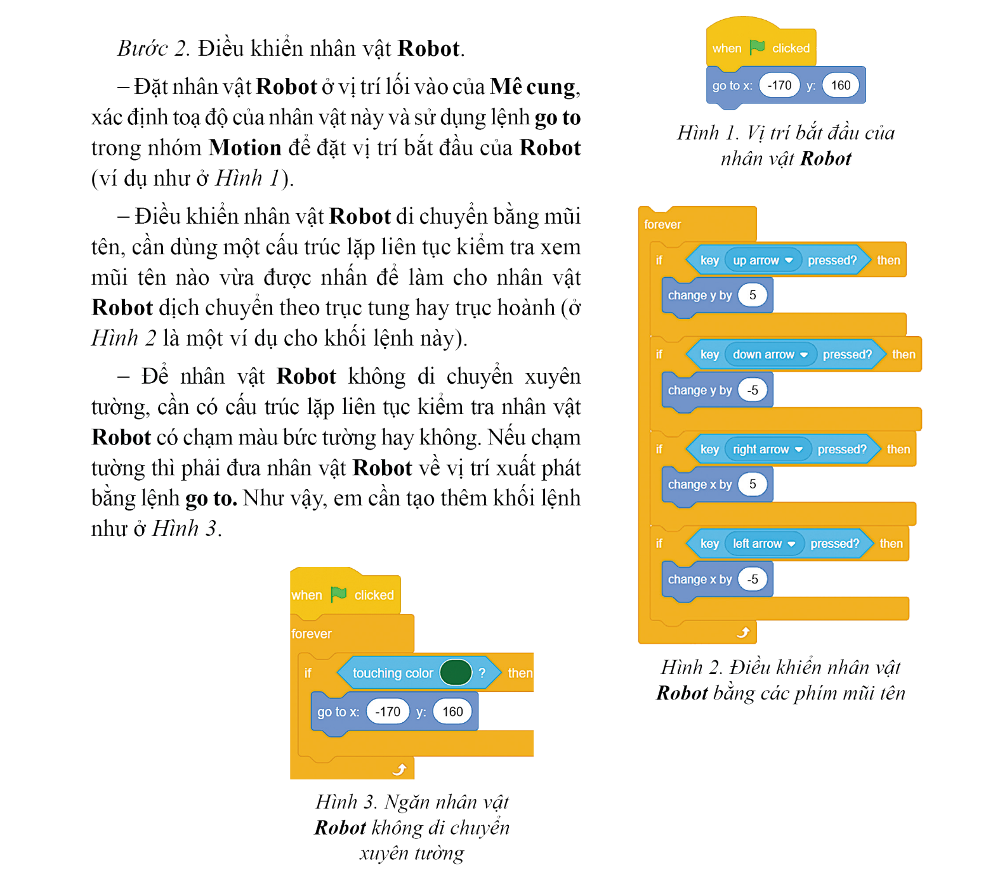 Bước 2. Điều khiển nhân vật Robot.
– Đặt nhân vật Robot ở vị trí lối vào của Mê cung,
xác định toạ độ của nhân vật này và sử dụng lệnh go to
trong nhóm Motion để đặt vị trí bắt đầu của Robot
(ví dụ như ở Hình 1).
– Điều khiển nhân vật Robot di chuyển bằng mũi
tên, cần dùng một cấu trúc lặp liên tục kiểm tra xem
mũi tên nào vừa được nhấn để làm cho nhân vật
Robot dịch chuyển theo trục tung hay trục hoành (ở
Hình 2 là một ví dụ cho khối lệnh này).
– Để nhân vật Robot không di chuyển xuyên
tường, cần có cấu trúc lặp liên tục kiểm tra nhân vật
Robot có chạm màu bức tường hay không. Nếu chạm
tường thì phải đưa nhân vật Robot về vị trí xuất phát
bằng lệnh go to. Như vậy, em cần tạo thêm khối lệnh
như ở Hình 3.
when clicked
go to x: -170 y: 160
Hình 1. Vị trí bắt đầu của
nhân vật Robot
forever
if key up arrow pressed? then
change y by 5
if key down arrow pressed? then
change y by -5
if key right arrow pressed? then
change x by 5
if key left arrow pressed? then
change x by -5
Hình 2. Điều khiển nhân vật
Robot bằng các phím mũi tên
when clicked
forever
if touching color ? then
go to x: -170 y: 160
Hình 3. Ngăn nhân vật
Robot không di chuyển
xuyên tường